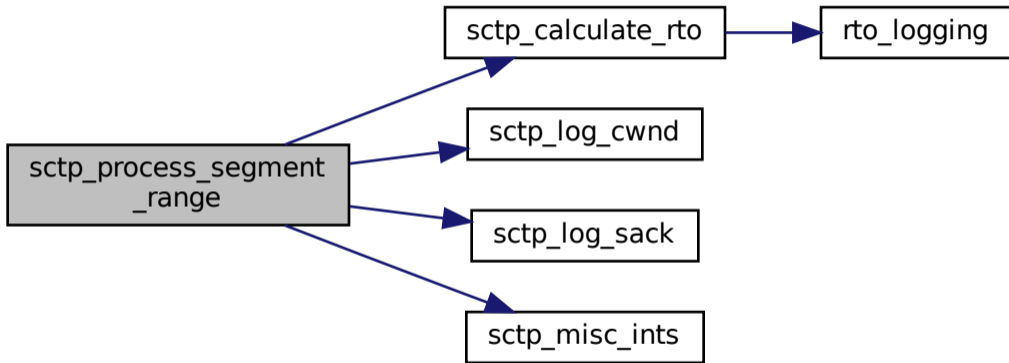 sctp_calculate_rto
rto_logging
sctp_log_cwnd
sctp_process_segment
_range
sctp_log_sack
sctp_misc_ints